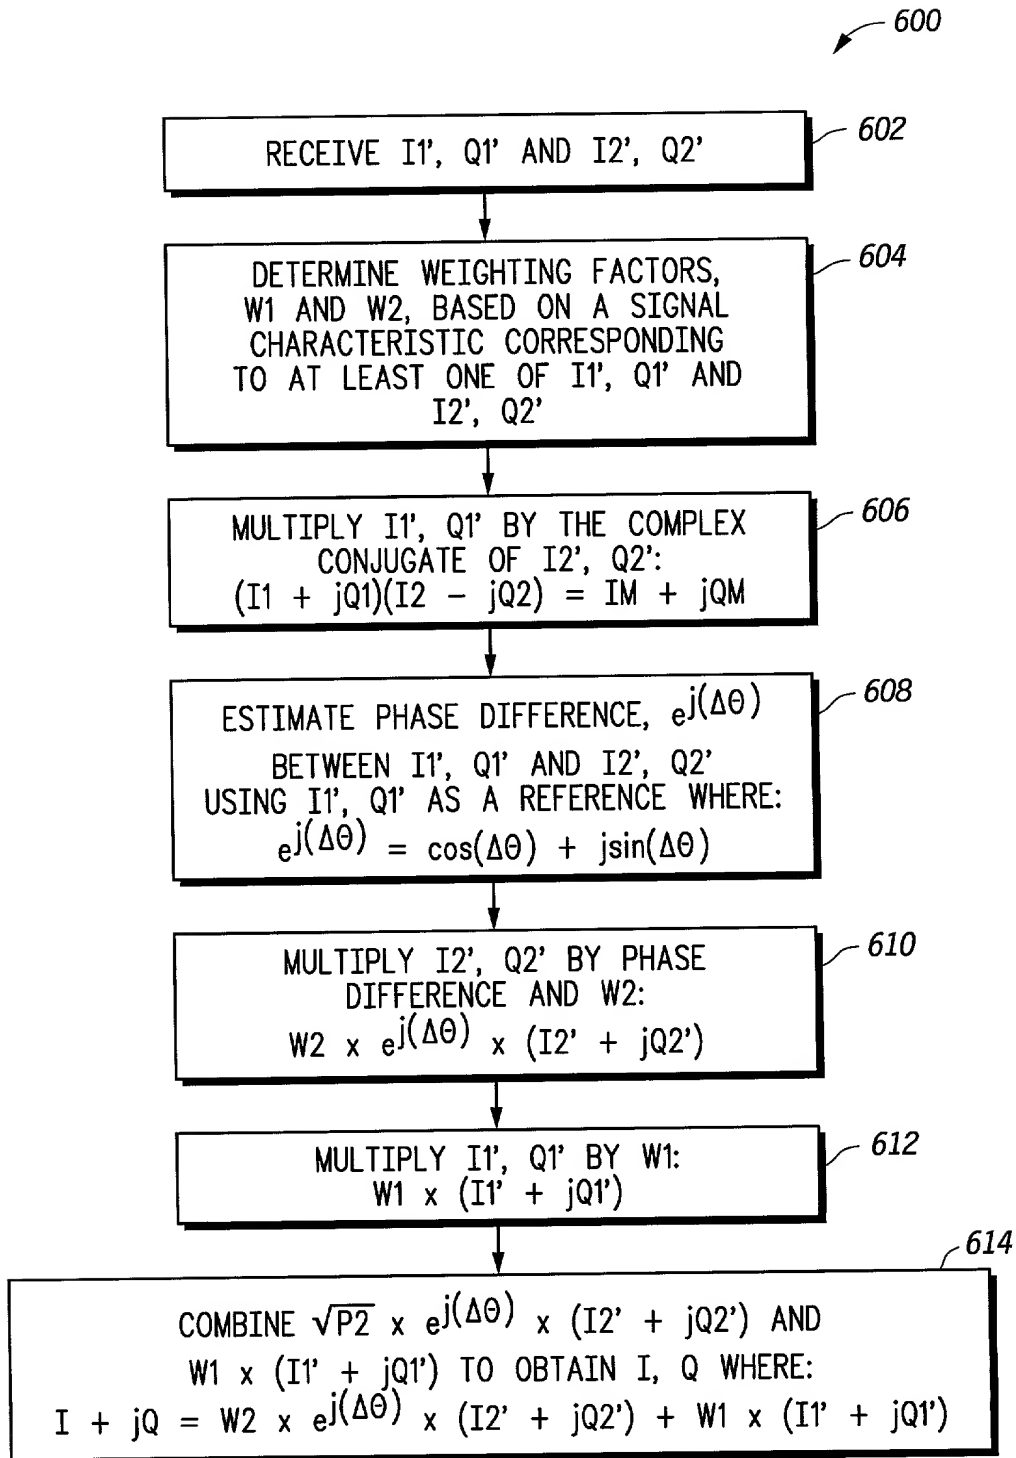 600
602
RECEIVE I1', Q1' AND I2', Q2'
604
DETERMINE WEIGHTING FACTORS,
W1 AND W2, BASED ON A SIGNAL
CHARACTERISTIC CORRESPONDING
TO AT LEAST ONE OF I1', Q1' AND
I2', Q2'
606
MULTIPLY I1', Q1' BY THE COMPLEX
CONJUGATE OF I2', Q2':
(I1 + jQ1)(I2 − jQ2) = IM + jQM
608
ESTIMATE PHASE DIFFERENCE, e^j(ΔΘ)
BETWEEN I1', Q1' AND I2', Q2'
USING I1', Q1' AS A REFERENCE WHERE:
e^j(ΔΘ) = cos(ΔΘ) + jsin(ΔΘ)
610
MULTIPLY I2', Q2' BY PHASE
DIFFERENCE AND W2:
W2 x e^j(ΔΘ) x (I2' + jQ2')
612
MULTIPLY I1', Q1' BY W1:
W1 x (I1' + jQ1')
614
COMBINE √P2 x e^j(ΔΘ) x (I2' + jQ2') AND
W1 x (I1' + jQ1') TO OBTAIN I, Q WHERE:
I + jQ = W2 x e^j(ΔΘ) x (I2' + jQ2') + W1 x (I1' + jQ1')